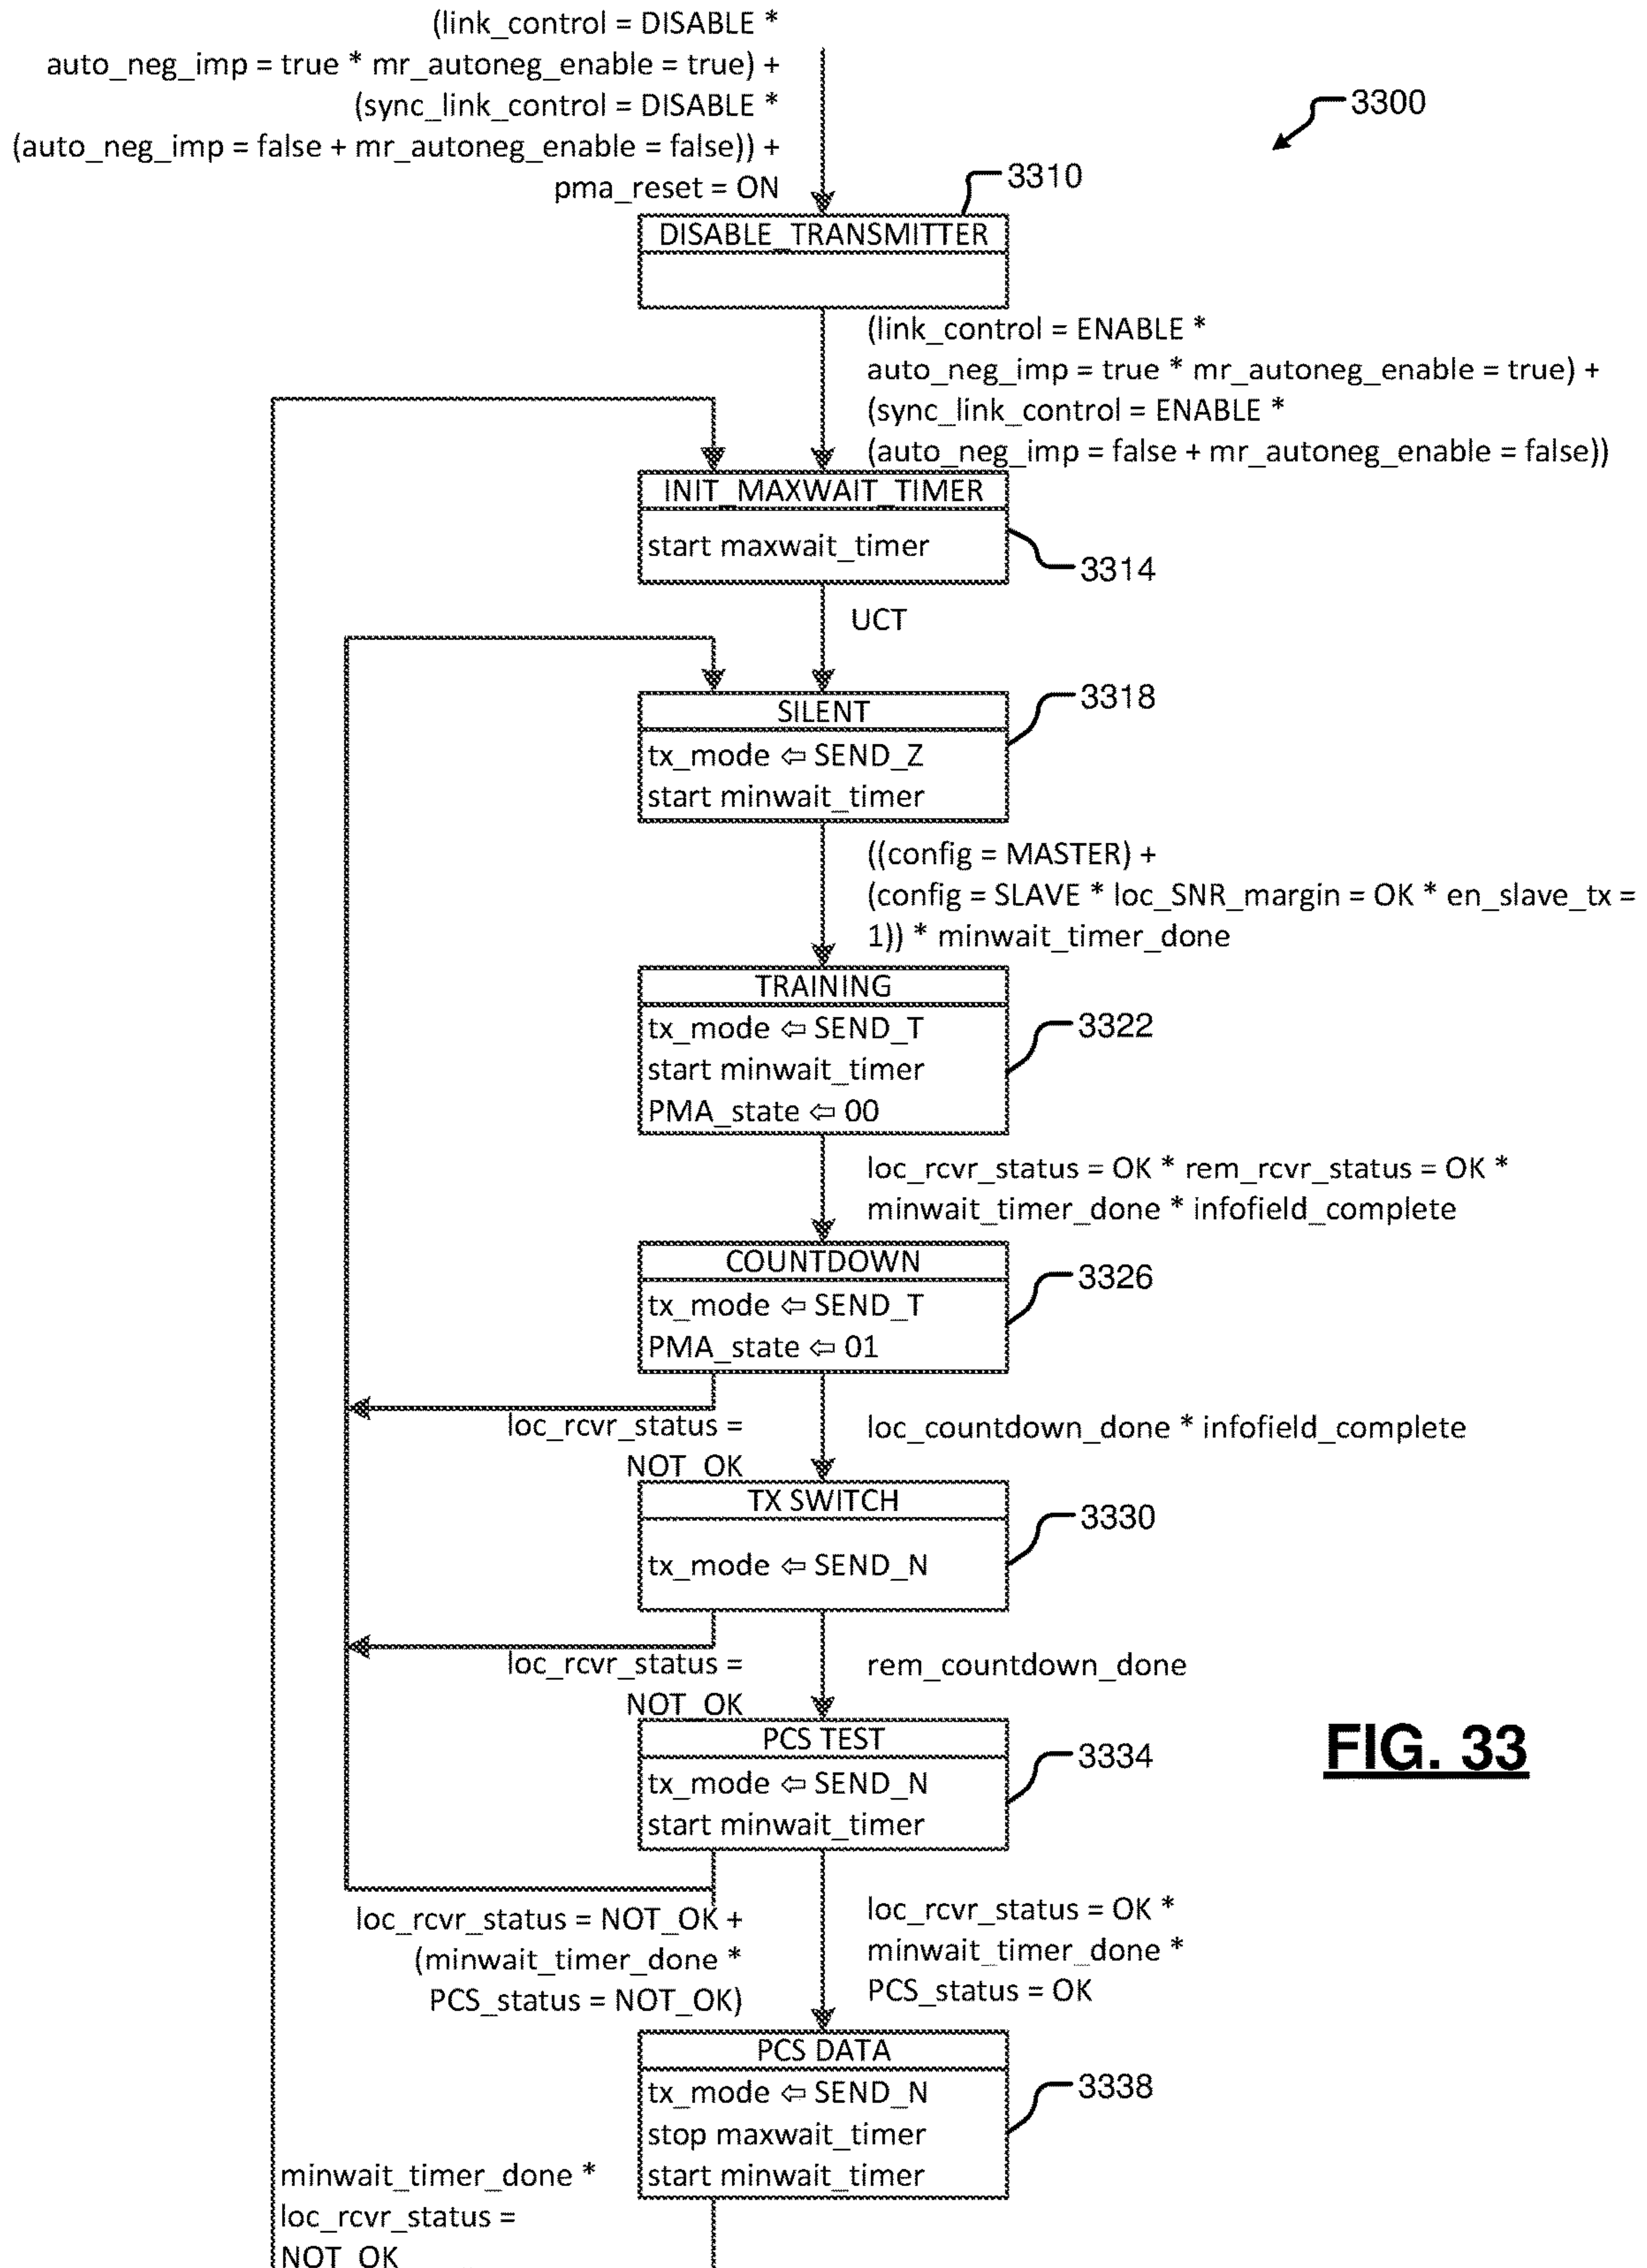 (link_control = DISABLE *
auto_neg_imp = true * mr_autoneg_enable = true) +
(sync_link_control = DISABLE *
(auto_neg_imp = false + mr_autoneg_enable = false)) +
pma_reset = ON
3300
3310
DISABLE_TRANSMITTER
(link_control = ENABLE *
auto_neg_imp = true * mr_autoneg_enable = true) +
(sync_link_control = ENABLE *
(auto_neg_imp = false + mr_autoneg_enable = false))
INIT_MAXWAIT_TIMER
start maxwait_timer
3314
UCT
SILENT
3318
tx_mode ⇦ SEND_Z
start minwait_timer
((config = MASTER) +
(config = SLAVE * loc_SNR_margin = OK * en_slave_tx =
1)) * minwait_timer_done
TRAINING
tx_mode ⇦ SEND_T
3322
start minwait_timer
PMA_state ⇦ 00
loc_rcvr_status = OK * rem_rcvr_status = OK *
minwait_timer_done * infofield_complete
COUNTDOWN
3326
tx_mode ⇦ SEND_T
PMA_state ⇦ 01
loc_rcvr_status =
NOT_OK
loc_countdown_done * infofield_complete
TX SWITCH
3330
tx_mode ⇦ SEND_N
loc_rcvr_status =
NOT_OK
rem_countdown_done
PCS TEST
3334
tx_mode ⇦ SEND_N
start minwait_timer
FIG. 33
loc_rcvr_status = NOT_OK +
(minwait_timer_done *
PCS_status = NOT_OK)
loc_rcvr_status = OK *
minwait_timer_done *
PCS_status = OK
PCS DATA
3338
tx_mode ⇦ SEND_N
stop maxwait_timer
start minwait_timer
minwait_timer_done *
loc_rcvr_status =
NOT_OK